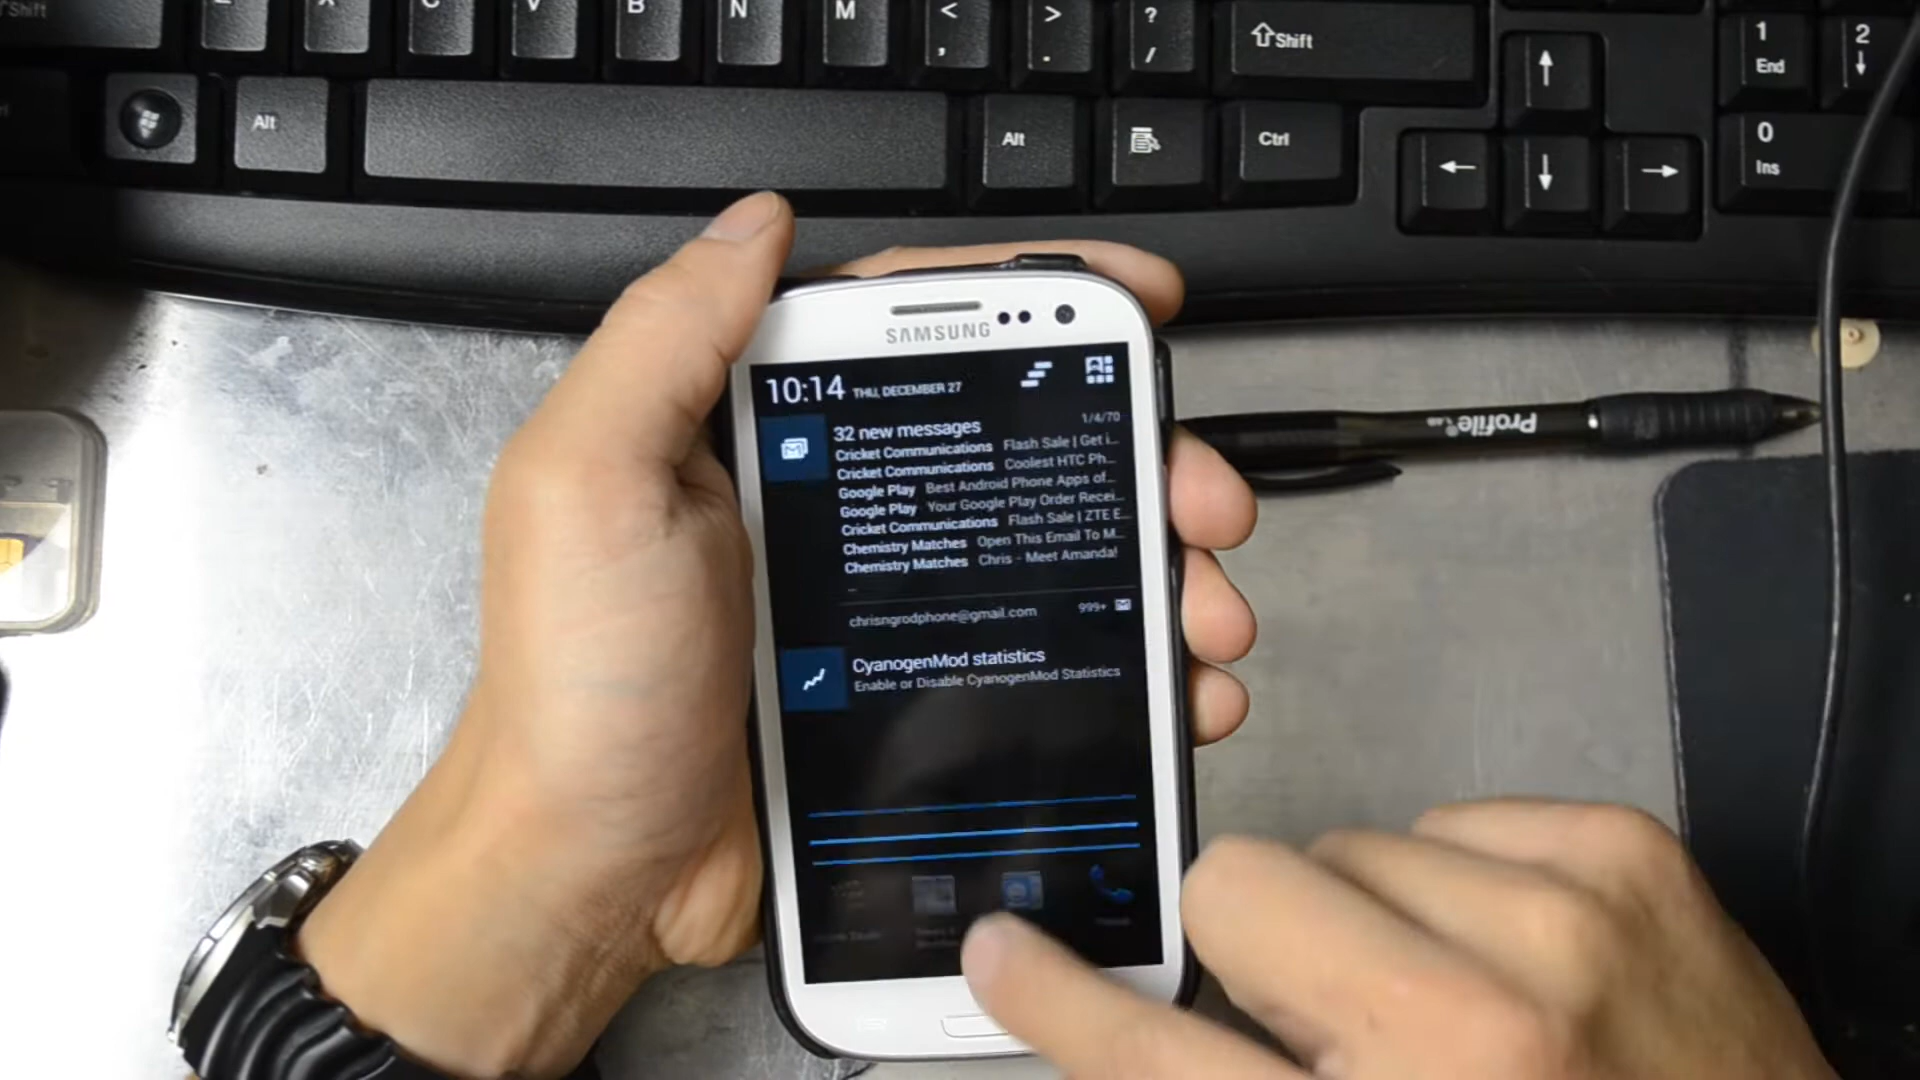 Shift
B
N
M
<
,
>
.
?
/
Shift
1
End
2
Alt
Alt
Ctrl
0
Ins
SAMSUNG
10:14 THU, DECEMBER 27
32 new messages 1/4/70
Cricket Communications Flash Sale | Get i...
Cricket Communications Coolest HTC Ph...
Google Play Best Android Phone Apps of...
Google Play Your Google Play Order Recei...
Cricket Communications Flash Sale | ZTE E...
Chemistry Matches Open This Email To M...
Chemistry Matches Chris - Meet Amanda!
...
chrisngrodphone@gmail.com 999+
CyanogenMod statistics
Enable or Disable CyanogenMod Statistics
Profile